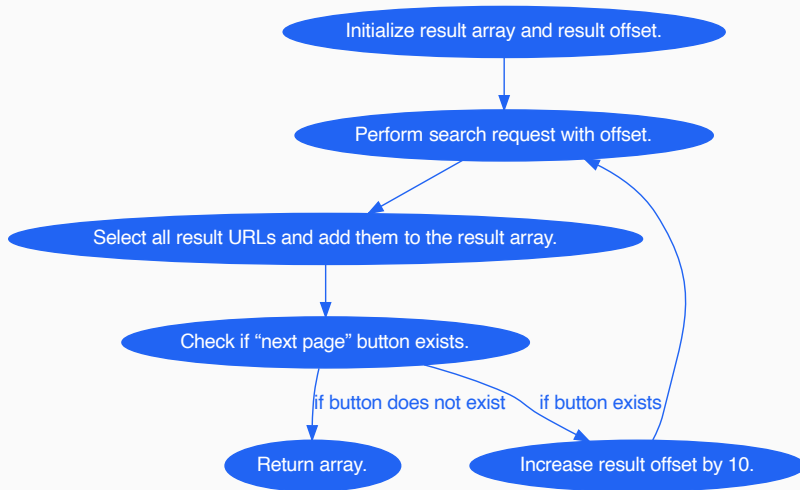 Initialize result array and result offset.
Perform search request with offset.
Select all result URLs and add them to the result array.
Check if “next page” button exists.
if button does not exist
if button exists
Return array.
Increase result offset by 10.